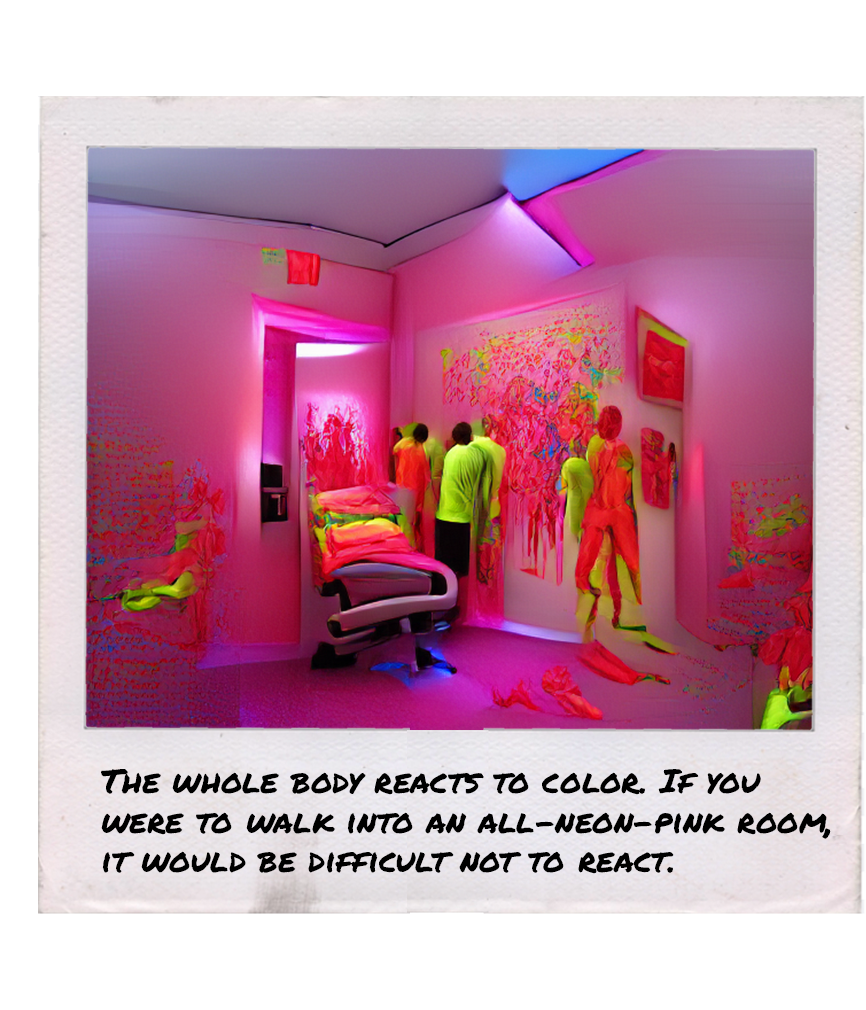 The whole body reacts to color. If you
were to walk into an all-neon-pink room,
it would be difficult not to react.